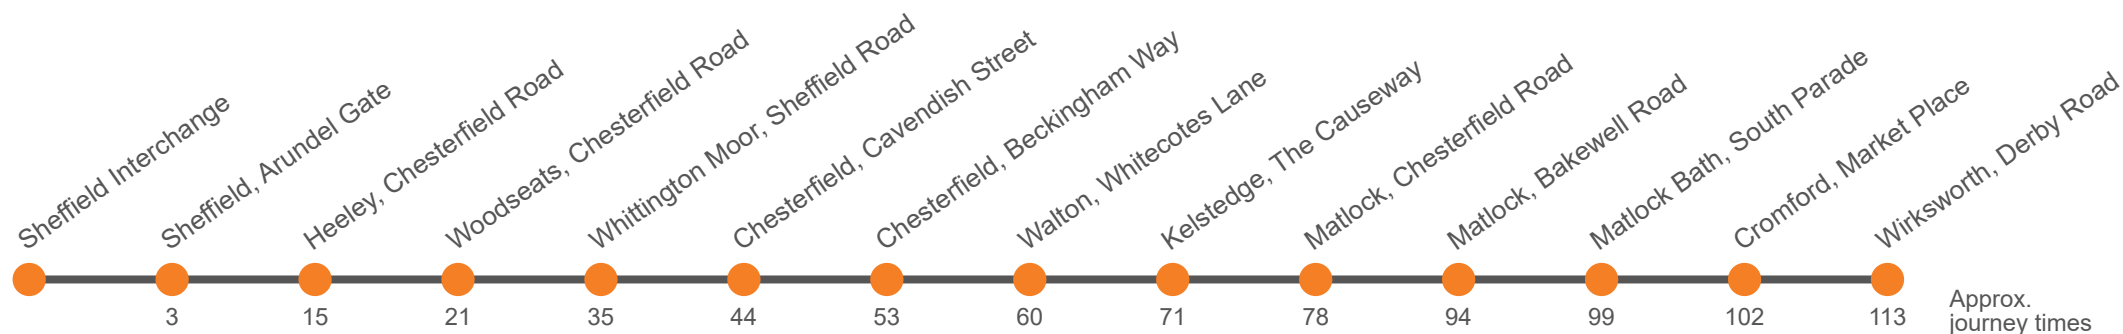 Sheffield Interchange
Sheffield, Arundel Gate
Heeley, Chesterfield Road
Woodseats, Chesterfield Road
Whittington Moor, Sheffield Road
Chesterfield, Cavendish Street
Chesterfield, Beckingham Way
Walton, Whitecotes Lane
Kelstedge, The Causeway
Matlock, Chesterfield Road
Matlock, Bakewell Road
Matlock Bath, South Parade
Cromford, Market Place
Wirksworth, Derby Road
3 15 21 35 44 53 60 71 78 94 99 102 113
Approx.
journey times